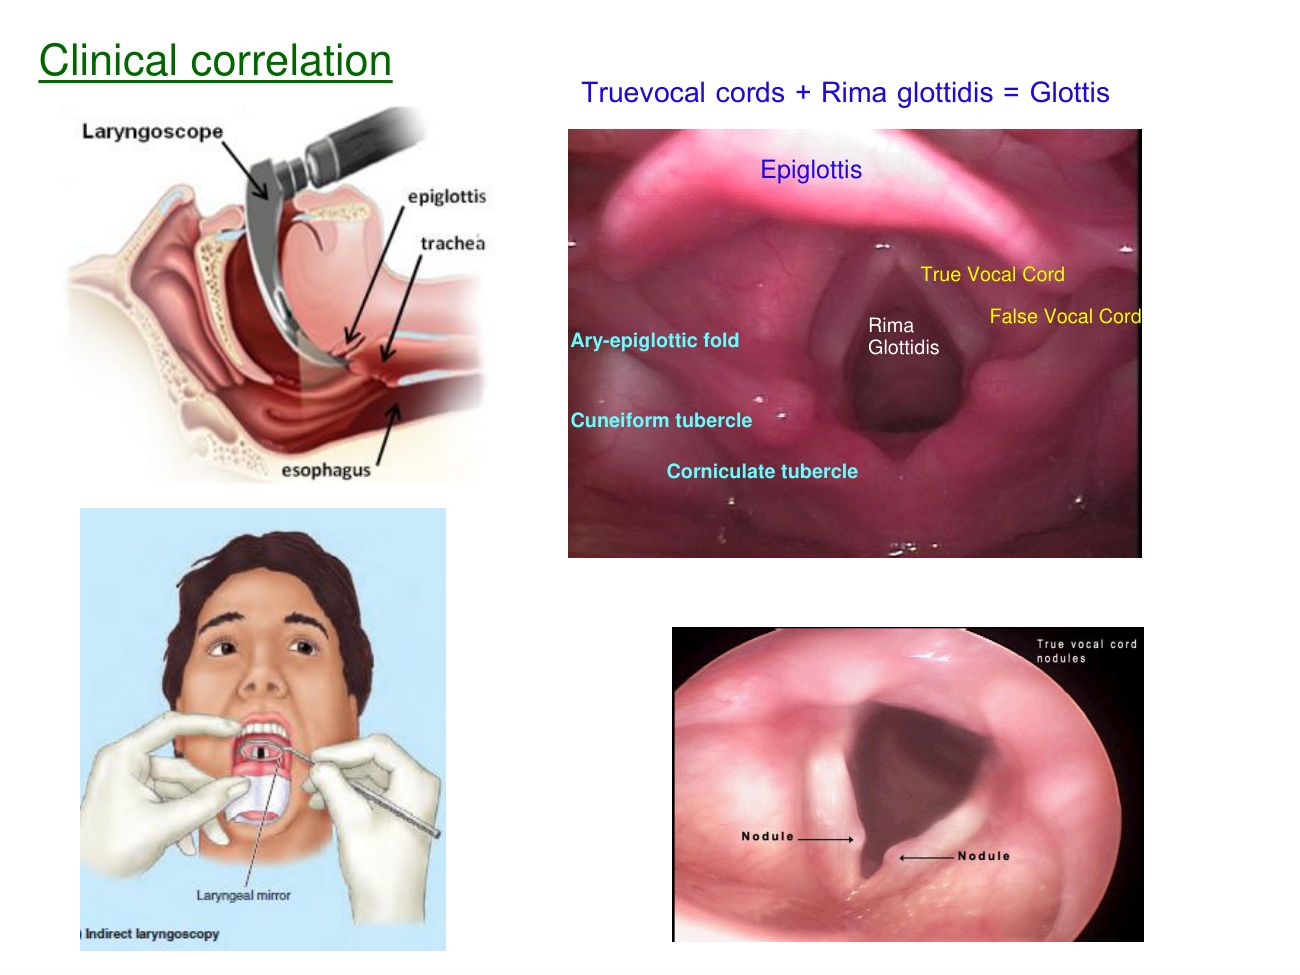 Clinical correlation
Truevocal cords + Rima glottidis = Glottis
Laryngoscope
epiglottis
trachea
esophagus
Epiglottis
True Vocal Cord
False Vocal Cord
Rima
Glottidis
Ary-epiglottic fold
Cuneiform tubercle
Corniculate tubercle
Laryngeal mirror
) Indirect laryngoscopy
True vocal cord
nodules
Nodule
Nodule